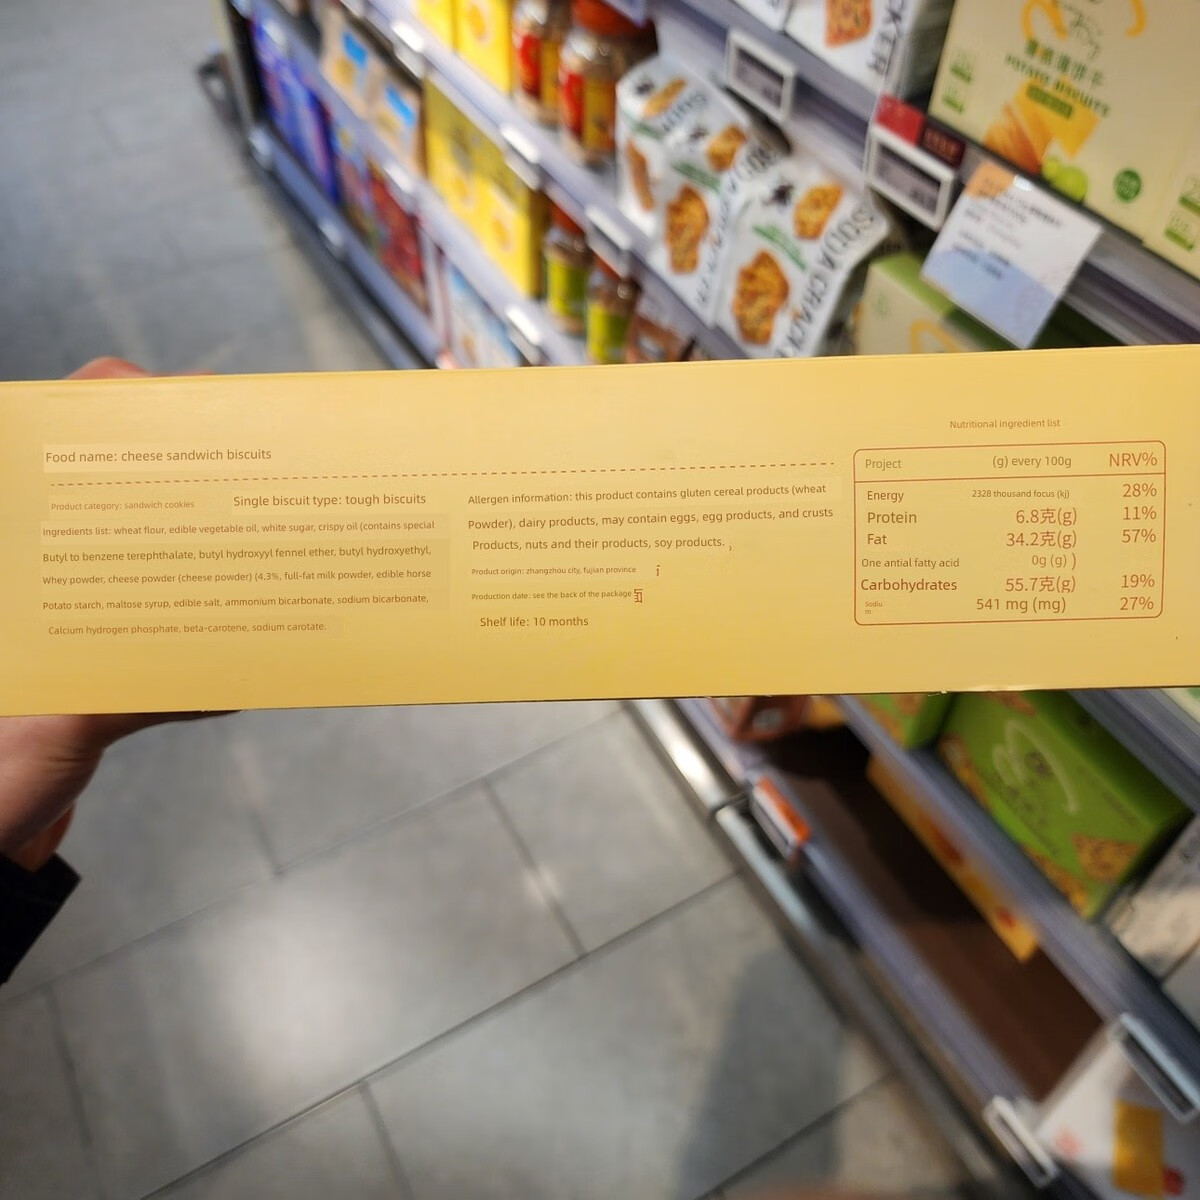 CKER
POTATO BISCUITS
SODA
SODA CRACKE
Food name: cheese sandwich biscuits
Product category: sandwich cookies
Single biscuit type: tough biscuits
Ingredients list: wheat flour, edible vegetable oil, white sugar, crispy oil (contains special
Butyl to benzene terephthalate, butyl hydroxyyl fennel ether, butyl hydroxyethyl,
Whey powder, cheese powder (cheese powder) (4.3%, full-fat milk powder, edible horse
Potato starch, maltose syrup, edible salt, ammonium bicarbonate, sodium bicarbonate,
Calcium hydrogen phosphate, beta-carotene, sodium carotate.
Allergen information: this product contains gluten cereal products (wheat
Powder), dairy products, may contain eggs, egg products, and crusts
Products, nuts and their products, soy products.
Product origin: zhangzhou city, fujian province
Production date: see the back of the package
Shelf life: 10 months
Nutritional ingredient list
Project (g) every 100g NRV%
Energy 2328 thousand focus (kj) 28%
Protein 6.8克(g) 11%
Fat 34.2克(g) 57%
One antial fatty acid 0g (g) )
Carbohydrates 55.7克(g) 19%
Sodiu
m 541 mg (mg) 27%